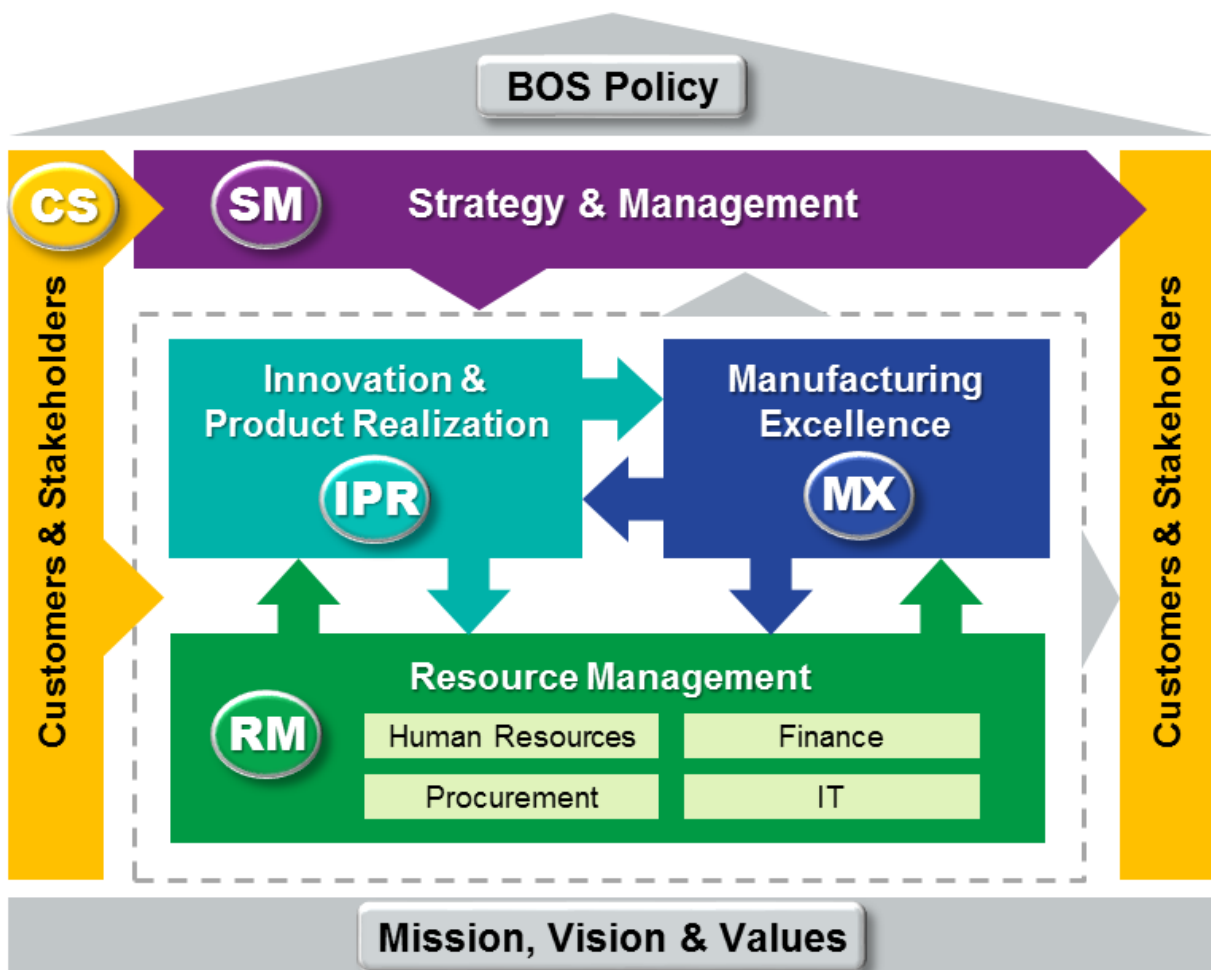 BOS Policy
CS
SM
Strategy & Management
Customers & Stakeholders
Innovation &
Product Realization
IPR
Manufacturing
Excellence
MX
Customers & Stakeholders
Resource Management
RM
Human Resources
Finance
Procurement
IT
Mission, Vision & Values